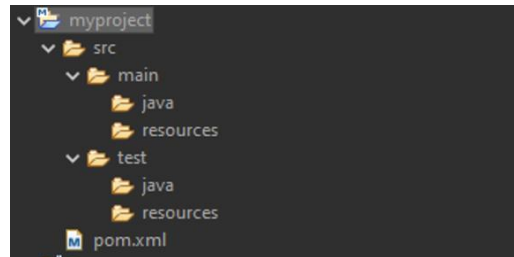 myproject
src
main
java
resources
test
java
resources
pom.xml